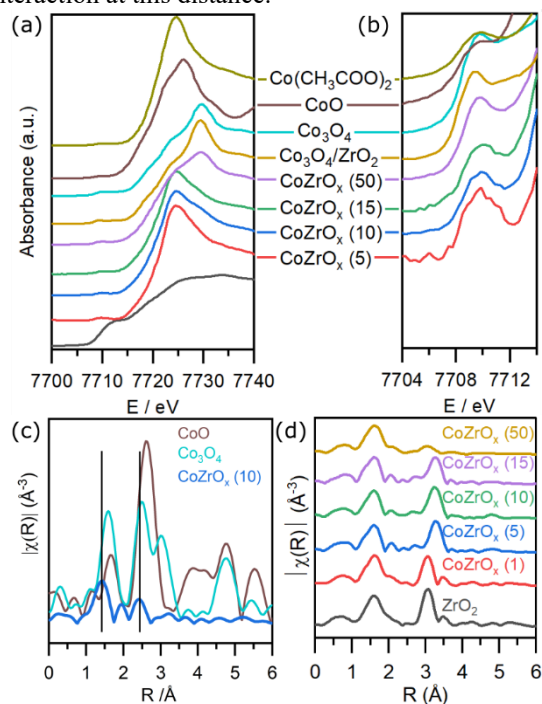 nteraction at this distance.
(a)
(b)
Absorbance (a.u.)
Co(CH₃COO)₂
CoO
Co₃O₄
Co₃O₄/ZrO₂
CoZrOₓ (50)
CoZrOₓ (15)
CoZrOₓ (10)
CoZrOₓ (5)
7700 7710 7720 7730 7740
E / eV
7704 7708 7712
E / eV
(c)
CoO
Co₃O₄
CoZrOₓ (10)
|χ(R)| (Å⁻³)
0 1 2 3 4 5 6
R /Å
(d)
CoZrOₓ (50)
CoZrOₓ (15)
CoZrOₓ (10)
CoZrOₓ (5)
CoZrOₓ (1)
ZrO₂
|χ(R)| (Å⁻³)
0 1 2 3 4 5 6
R (Å)